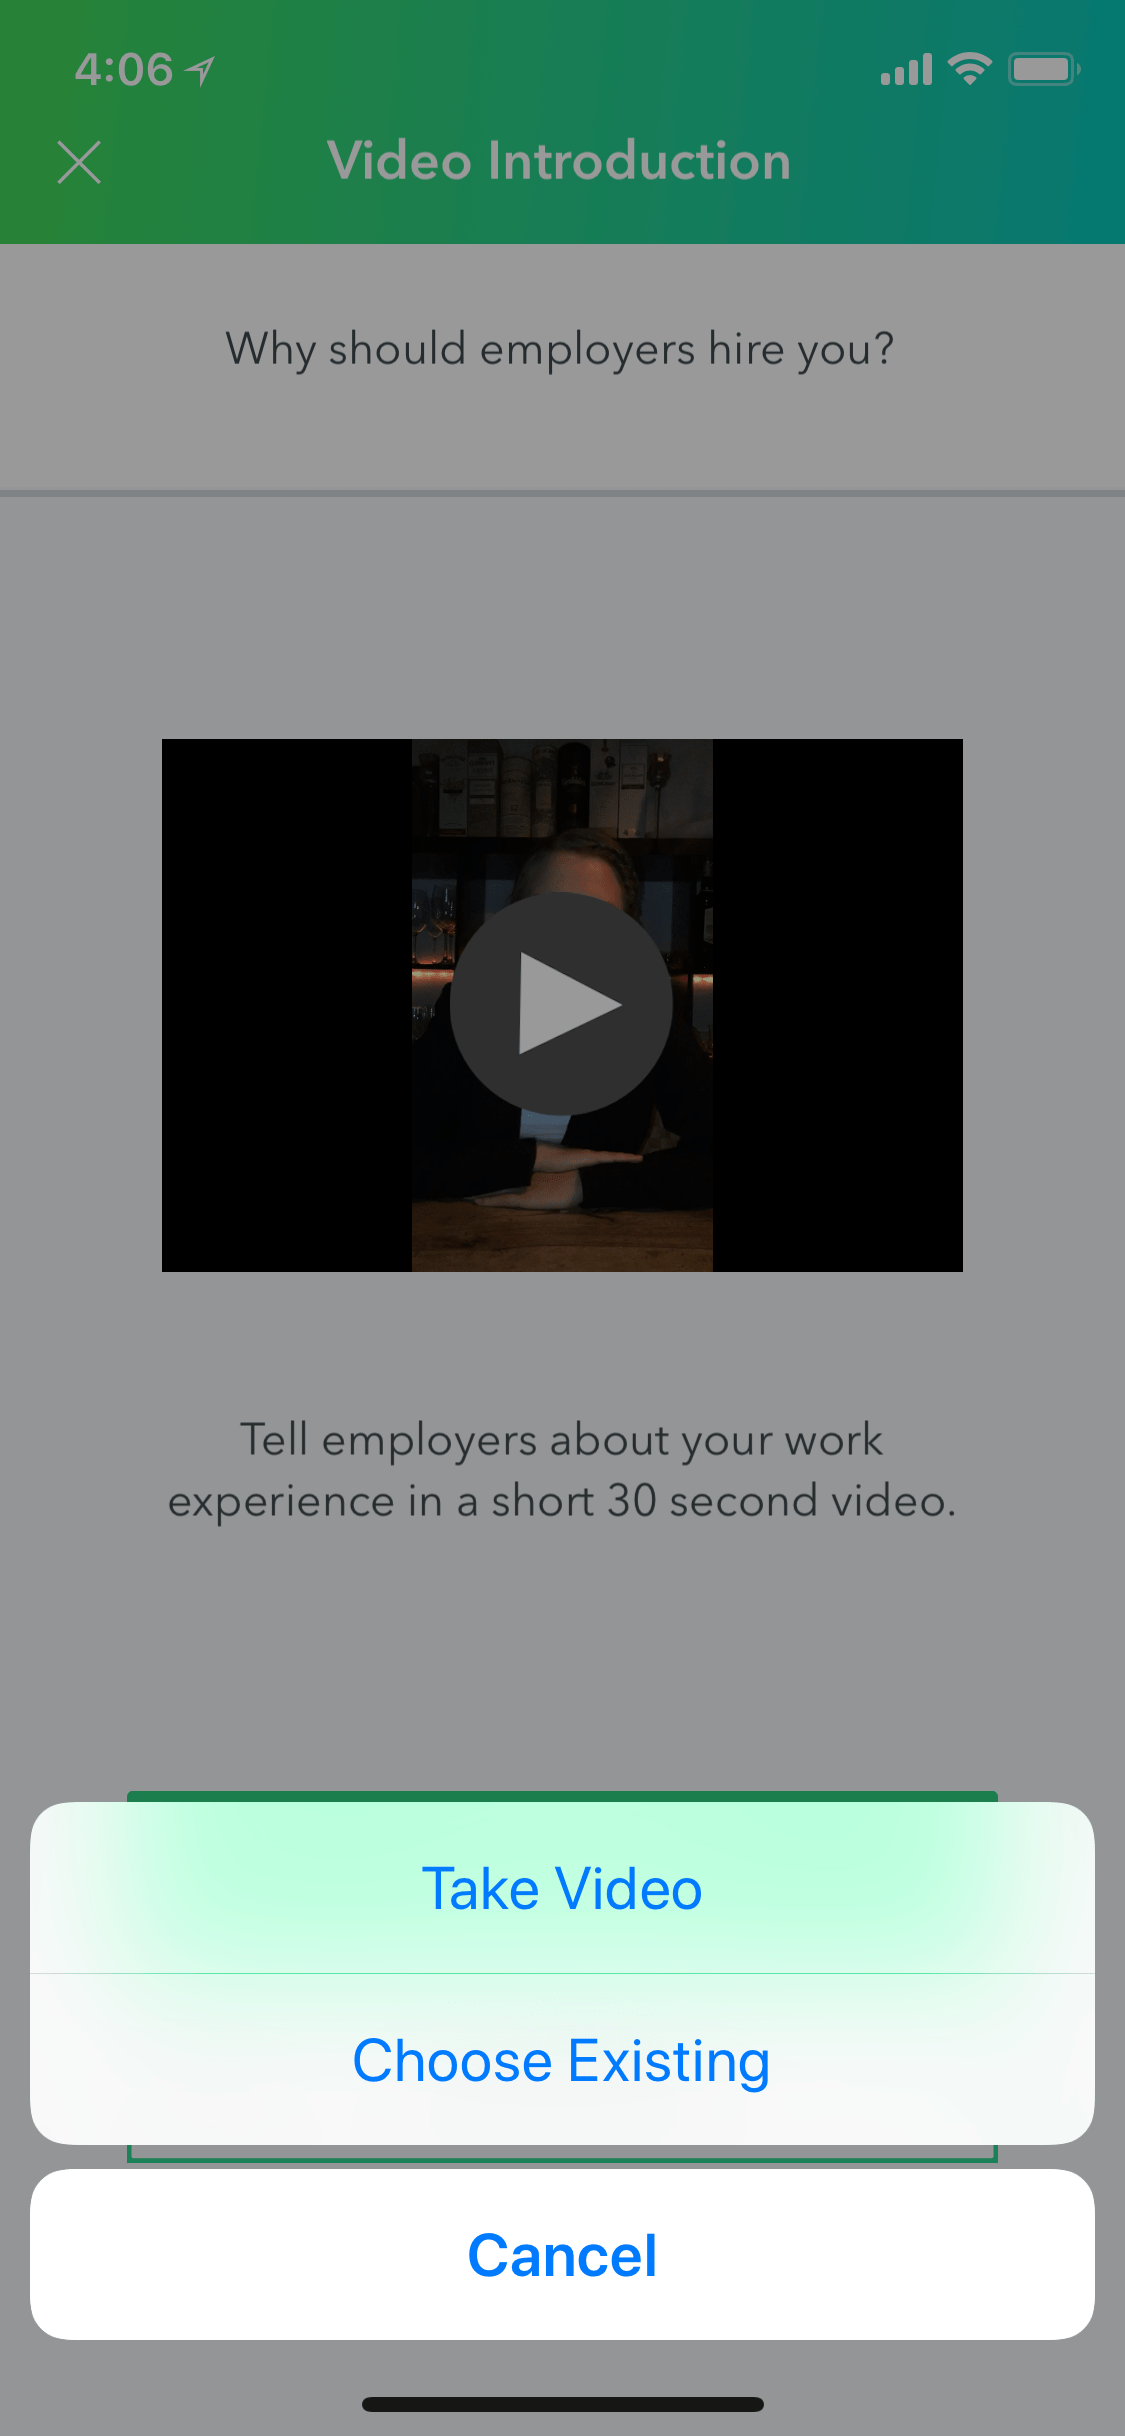 4:06
Video Introduction
Why should employers hire you?
Tell employers about your work
experience in a short 30 second video.
Take Video
Choose Existing
Cancel